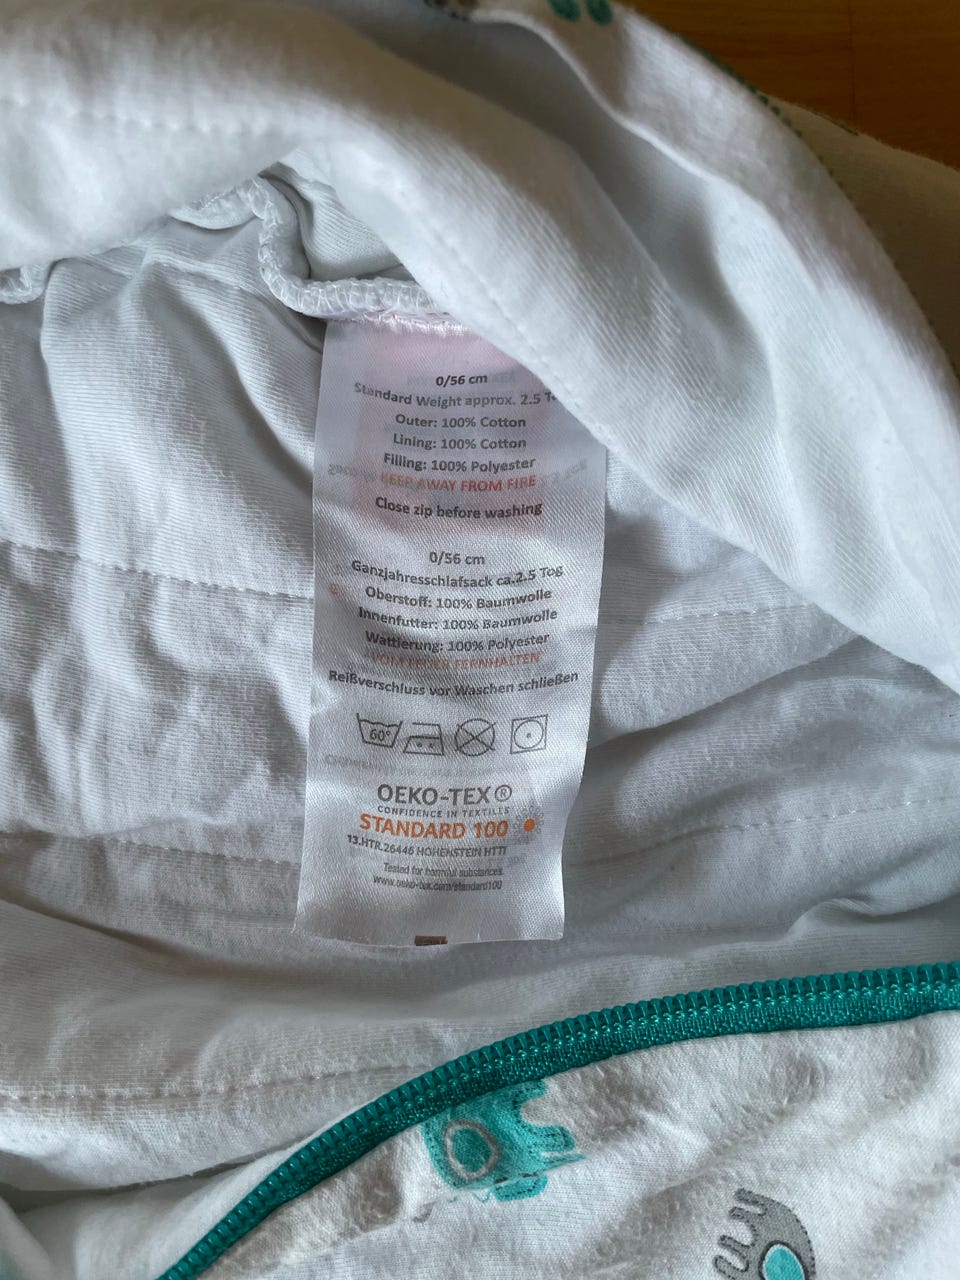 0/56 cm
Standard Weight approx. 2.5
Outer: 100% Cotton
Lining: 100% Cotton
Filling: 100% Polyester
KEEP AWAY FROM FIRE
Close zip before washing
0/56 cm
Ganzjahresschlafsack ca.2.5 Tog
Oberstoff: 100% Baumwolle
Innenfutter: 100% Baumwolle
Wattierung: 100% Polyester
VOM FEUER FERNHALTEN
Reißverschluss vor Waschen schließen
60°
OEKO-TEX®
CONFIDENCE IN TEXTILES
STANDARD 100
13.HTR.26446 HOHENSTEIN HTTI
Tested for harmful substances.
www.oeko-tex.com/standard100